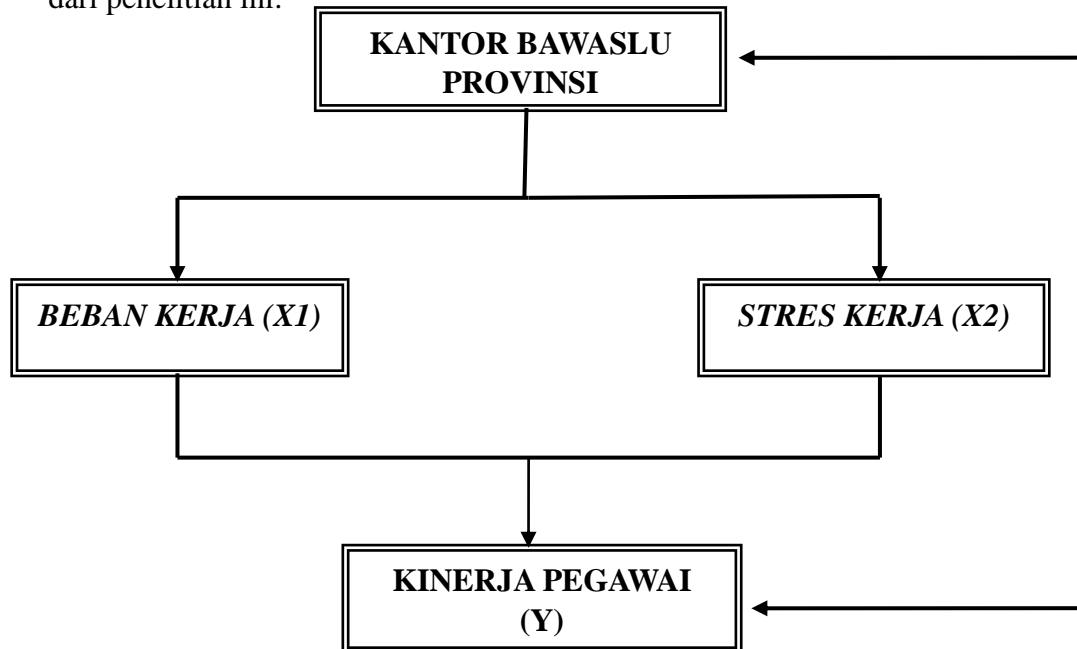 dari penelitian ini.
KANTOR BAWASLU
PROVINSI
BEBAN KERJA (X1)
STRES KERJA (X2)
KINERJA PEGAWAI
(Y)